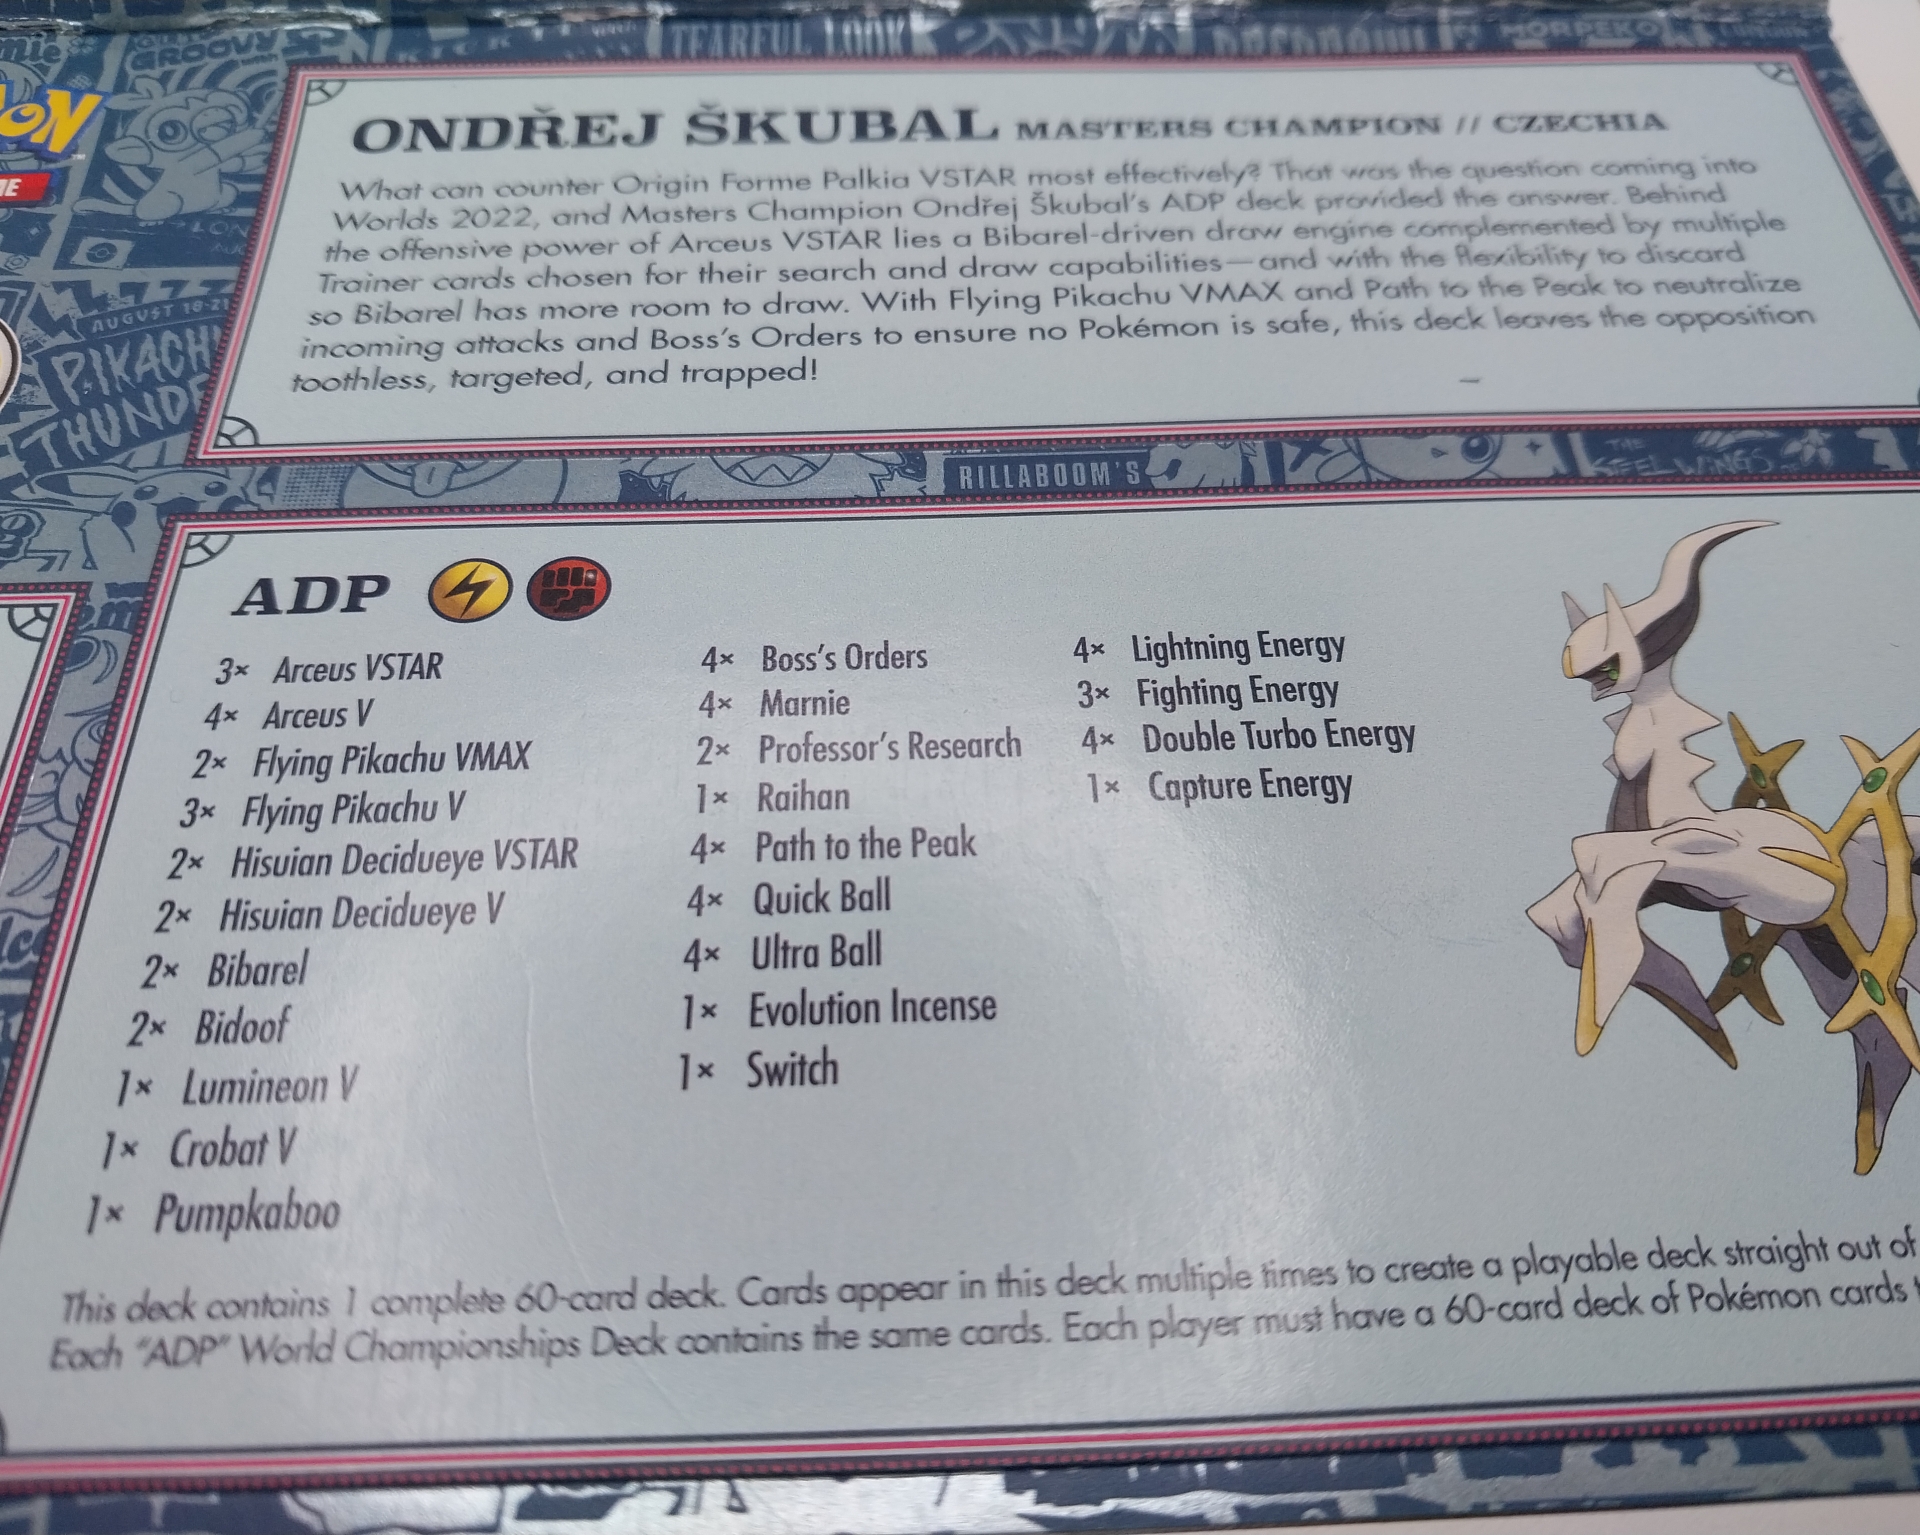 GROOVY
TEARFUL LOOK
MORPEKO
ONDŘEJ ŠKUBAL MASTERS CHAMPION // CZECHIA
What can counter Origin Forme Palkia VSTAR most effectively? That was the question coming into
Worlds 2022, and Masters Champion Ondřej Škubal's ADP deck provided the answer. Behind
the offensive power of Arceus VSTAR lies a Bibarel-driven draw engine complemented by multiple
Trainer cards chosen for their search and draw capabilities—and with the flexibility to discard
so Bibarel has more room to draw. With Flying Pikachu VMAX and Path to the Peak to neutralize
incoming attacks and Boss's Orders to ensure no Pokémon is safe, this deck leaves the opposition
toothless, targeted, and trapped!
AUGUST 18-21
RILLABOOM'S
ADP
3× Arceus VSTAR
4× Arceus V
2× Flying Pikachu VMAX
3× Flying Pikachu V
2× Hisuian Decidueye VSTAR
2× Hisuian Decidueye V
2× Bibarel
2× Bidoof
1× Lumineon V
1× Crobat V
1× Pumpkaboo
4× Boss's Orders
4× Marnie
2× Professor's Research
1× Raihan
4× Path to the Peak
4× Quick Ball
4× Ultra Ball
1× Evolution Incense
1× Switch
4× Lightning Energy
3× Fighting Energy
4× Double Turbo Energy
1× Capture Energy
This deck contains 1 complete 60-card deck. Cards appear in this deck multiple times to create a playable deck straight out of
Each "ADP" World Championships Deck contains the same cards. Each player must have a 60-card deck of Pokémon cards